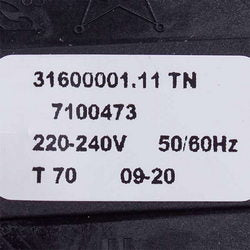 31600001.11 TN
7100473
220-240V 50/60Hz
T 70 09-20